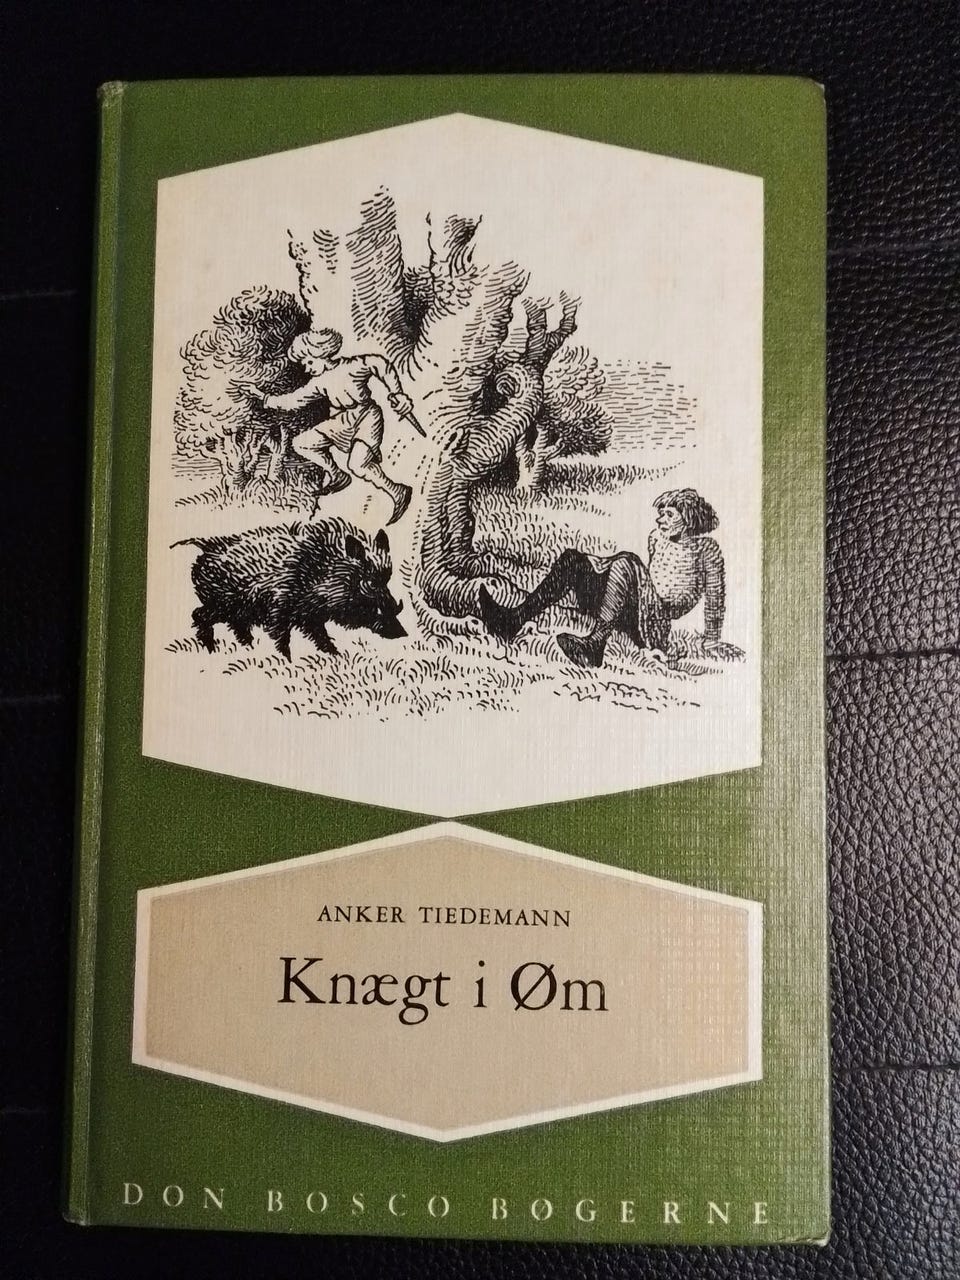 ANKER TIEDEMANN
Knægt i Øm
DON BOSCO BØGERNE